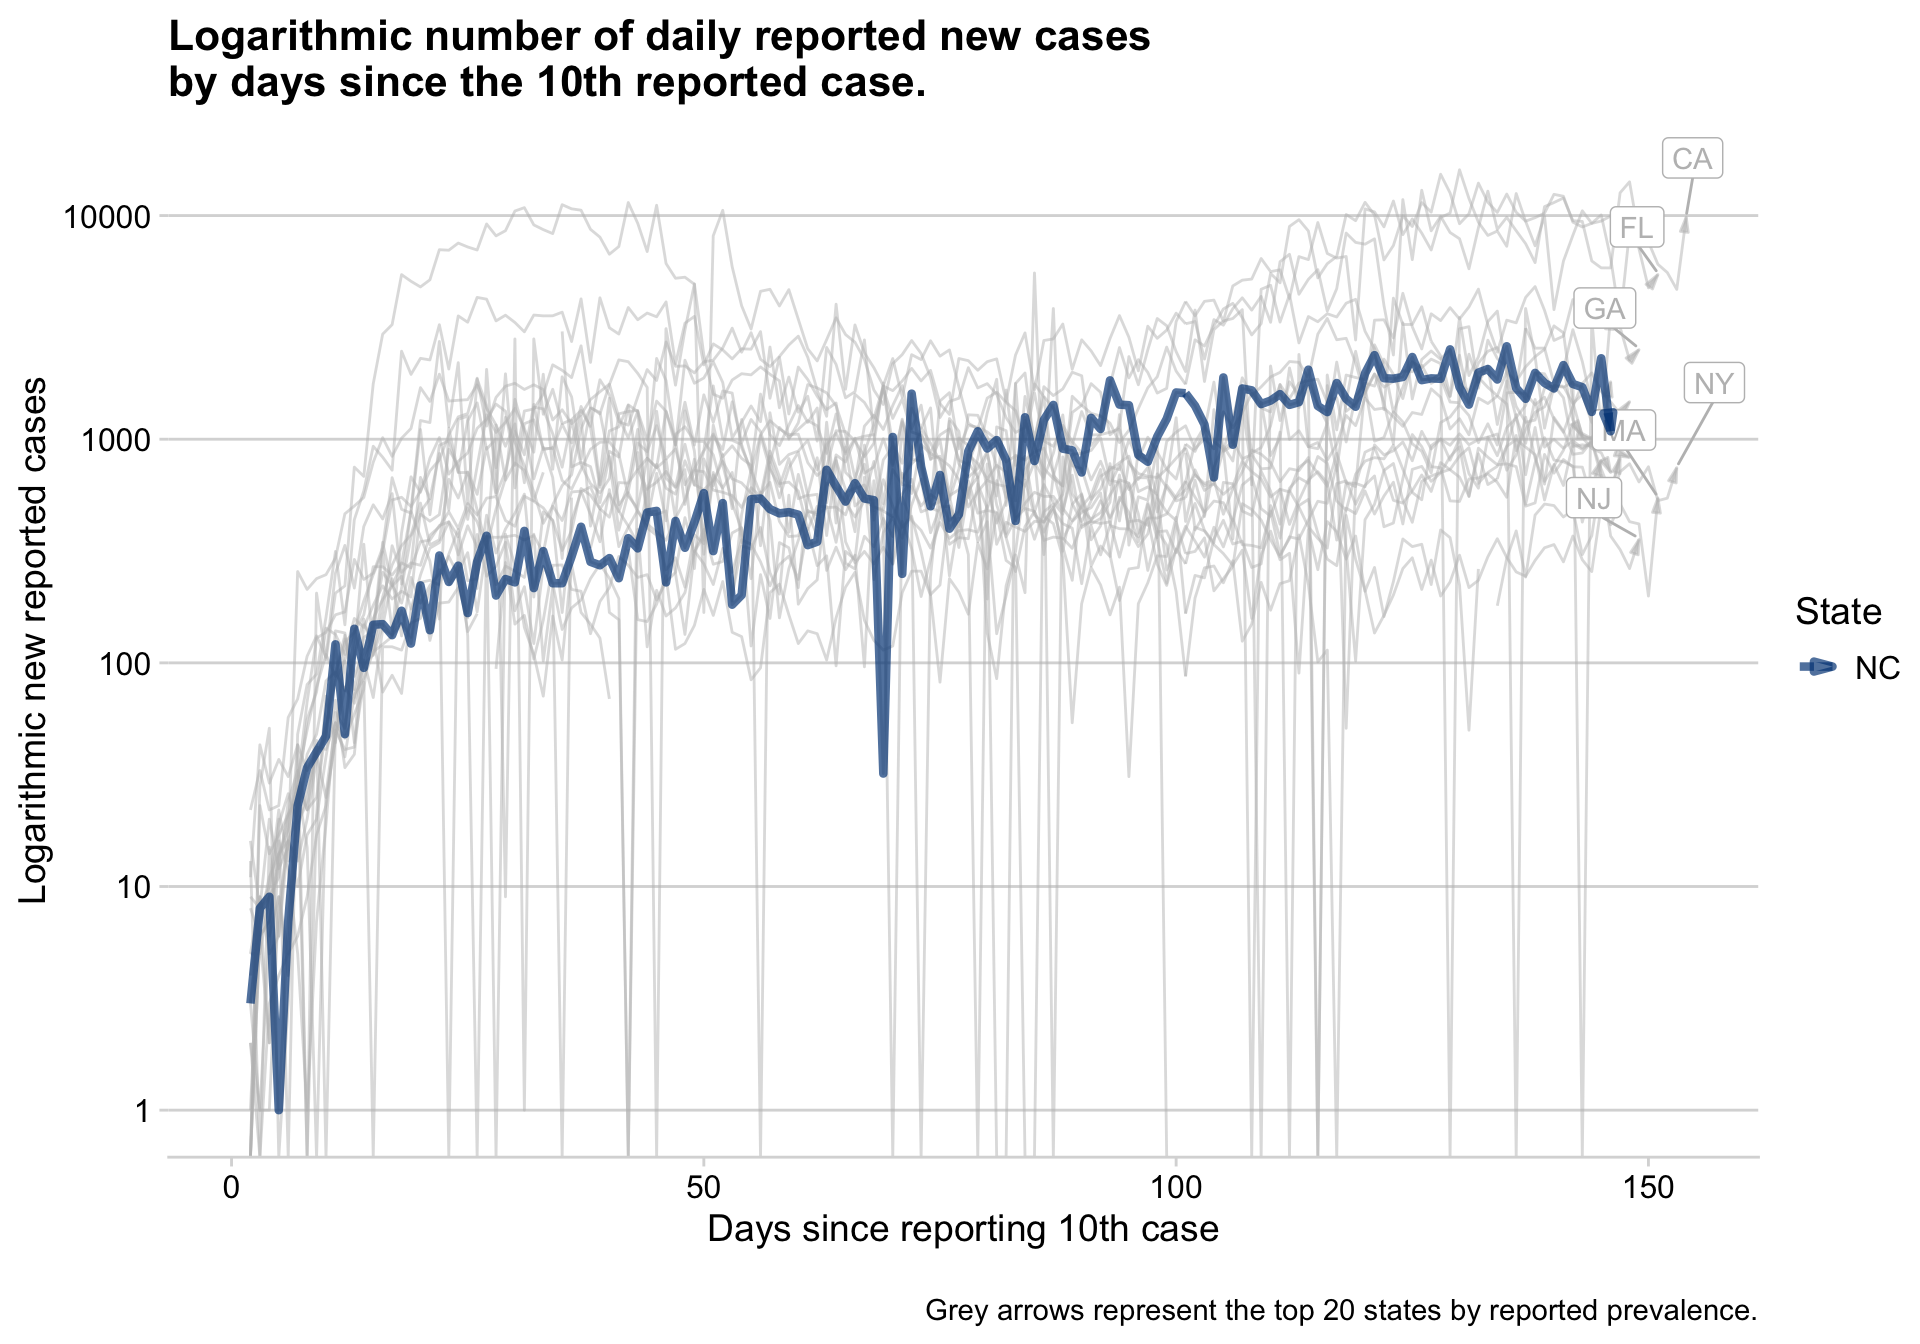 Logarithmic number of daily reported new cases
by days since the 10th reported case.
CA
10000
FL
GA
NY
1000
MA
NJ
Logarithmic new reported cases
State
NC
100
10
1
0 50 100 150
Days since reporting 10th case
Grey arrows represent the top 20 states by reported prevalence.